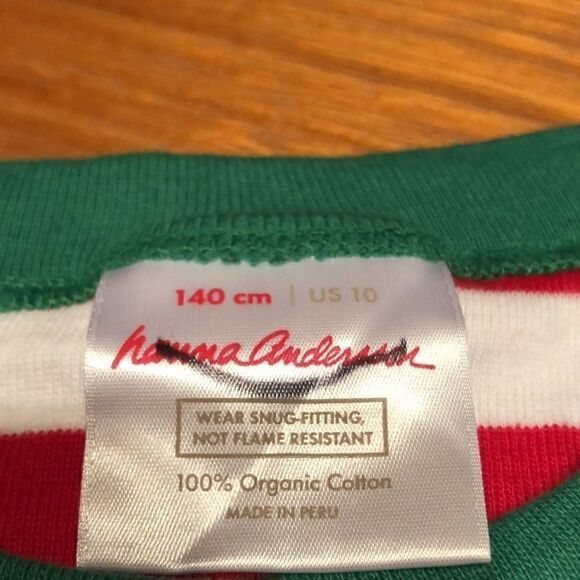 140 cm | US 10
hanna andersson
WEAR SNUG-FITTING,
NOT FLAME RESISTANT
100% Organic Cotton
MADE IN PERU